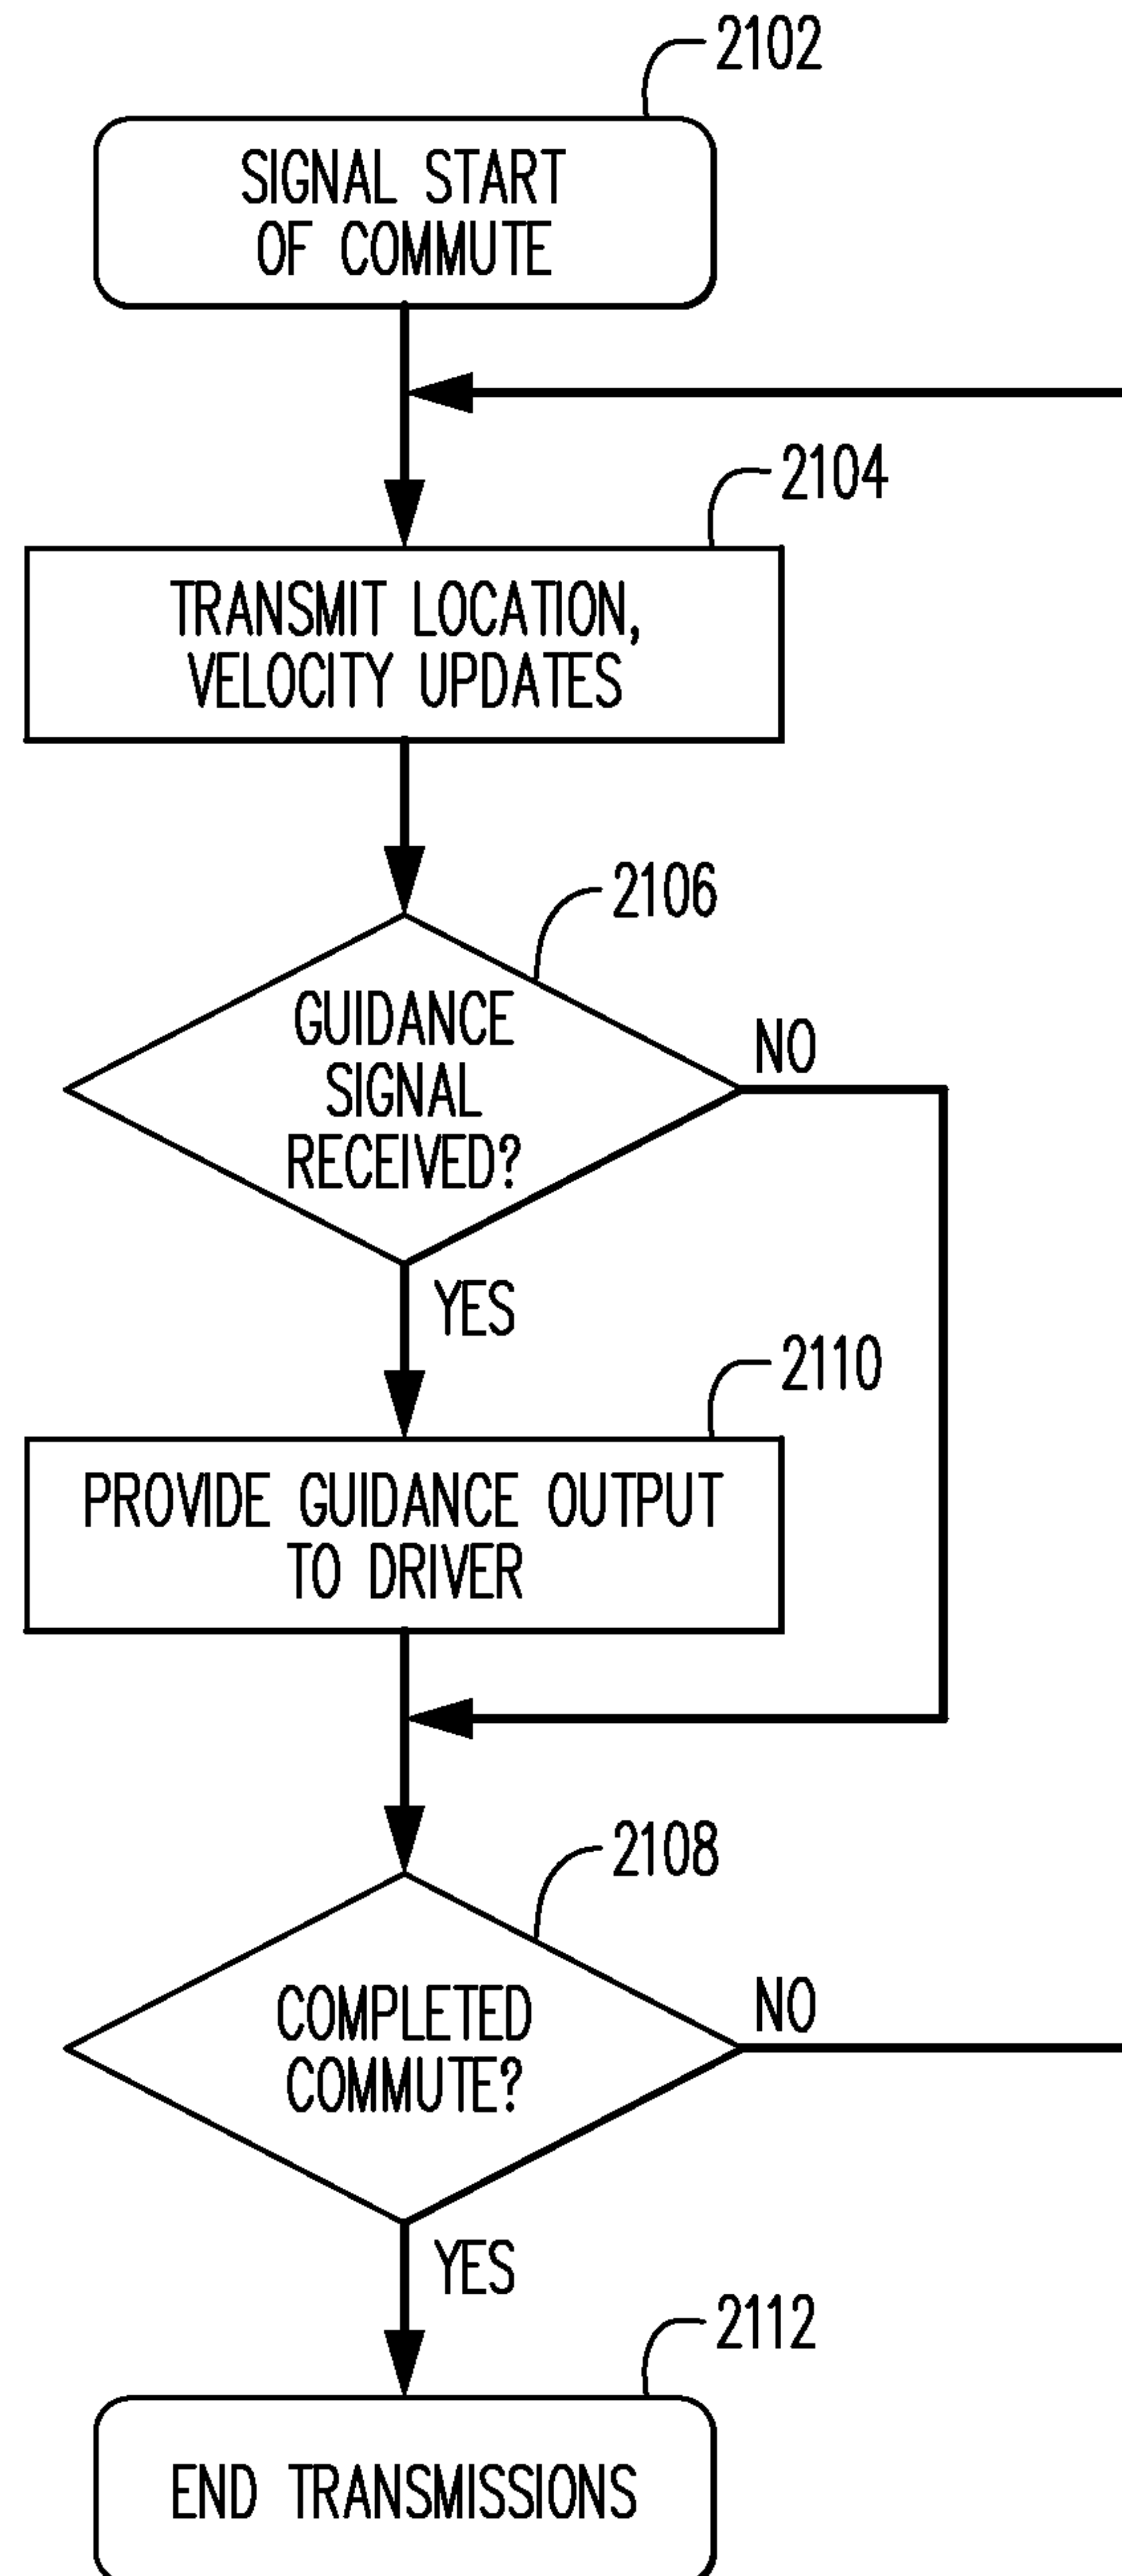 2102
SIGNAL START
OF COMMUTE
2104
TRANSMIT LOCATION,
VELOCITY UPDATES
2106
GUIDANCE
SIGNAL
RECEIVED?
NO
YES
2110
PROVIDE GUIDANCE OUTPUT
TO DRIVER
2108
COMPLETED
COMMUTE?
NO
YES
2112
END TRANSMISSIONS